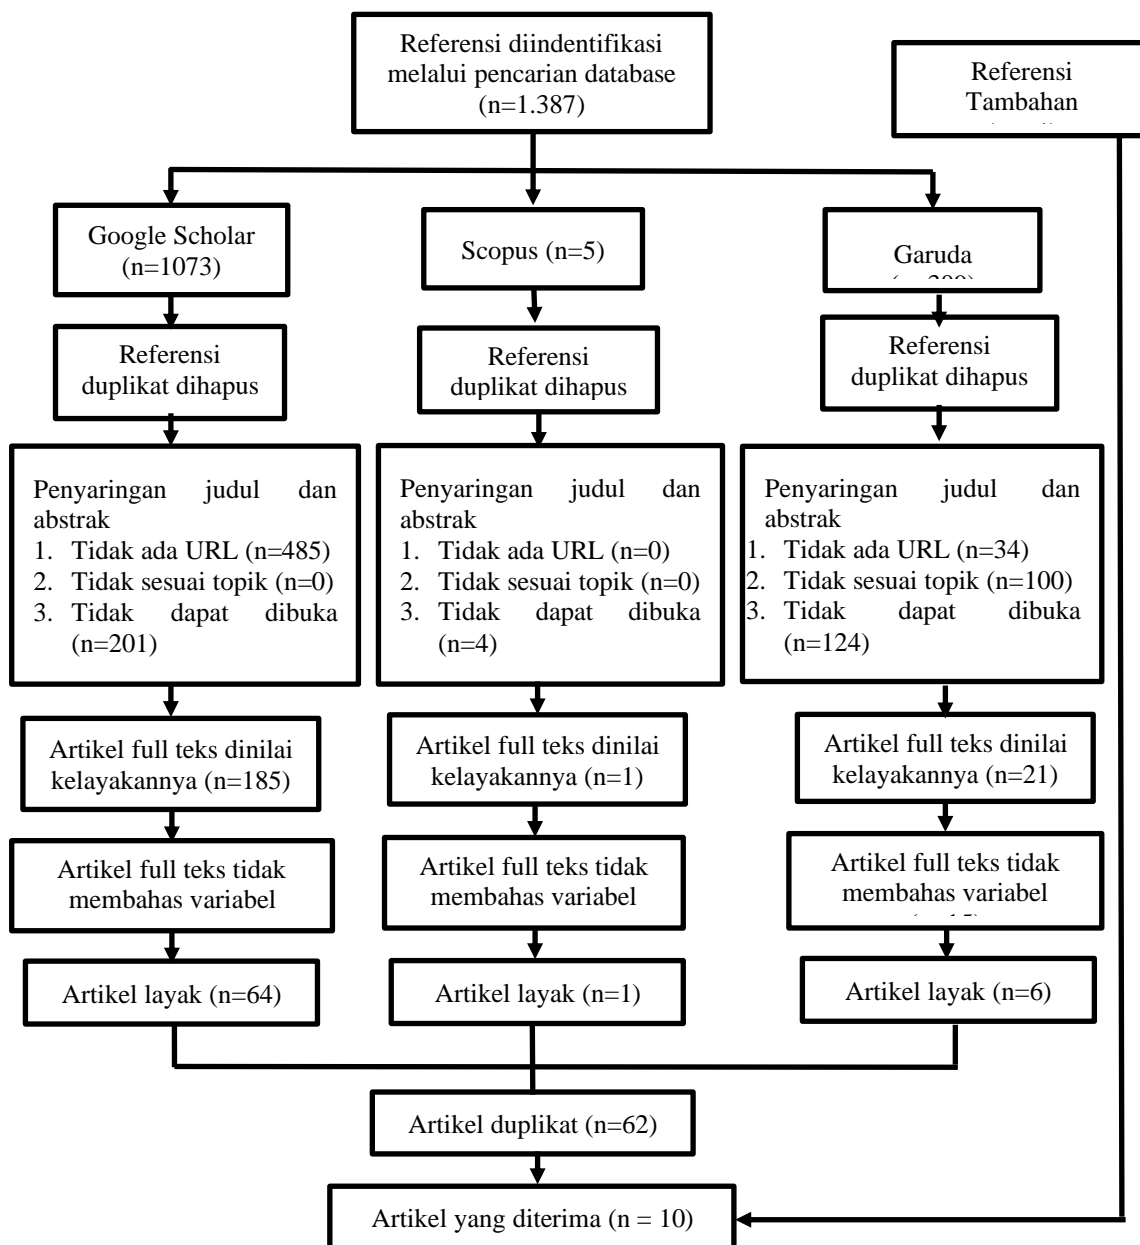 Referensi diindentifikasi
melalui pencarian database
(n=1.387)
Referensi
Tambahan
Google Scholar
(n=1073)
Scopus (n=5)
Garuda
Referensi
duplikat dihapus
Referensi
duplikat dihapus
Referensi
duplikat dihapus
Penyaringan judul dan
abstrak
1. Tidak ada URL (n=485)
2. Tidak sesuai topik (n=0)
3. Tidak dapat dibuka
(n=201)
Penyaringan judul dan
abstrak
1. Tidak ada URL (n=0)
2. Tidak sesuai topik (n=0)
3. Tidak dapat dibuka
(n=4)
Penyaringan judul dan
abstrak
1. Tidak ada URL (n=34)
2. Tidak sesuai topik (n=100)
3. Tidak dapat dibuka
(n=124)
Artikel full teks dinilai
kelayakannya (n=185)
Artikel full teks dinilai
kelayakannya (n=1)
Artikel full teks dinilai
kelayakannya (n=21)
Artikel full teks tidak
membahas variabel
Artikel full teks tidak
membahas variabel
Artikel full teks tidak
membahas variabel
Artikel layak (n=64)
Artikel layak (n=1)
Artikel layak (n=6)
Artikel duplikat (n=62)
Artikel yang diterima (n = 10)